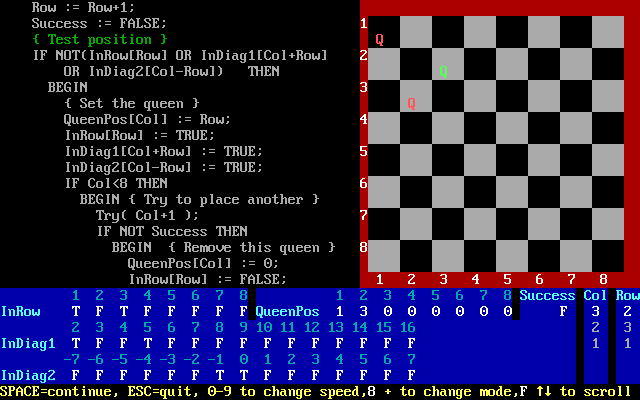 Row := Row+1;
Success := FALSE;
{ Test position }
IF NOT(InRow[Row] OR InDiag1[Col+Row]
OR InDiag2[Col-Row]) THEN
BEGIN
{ Set the queen }
QueenPos[Col] := Row;
InRow[Row] := TRUE;
InDiag1[Col+Row] := TRUE;
InDiag2[Col-Row] := TRUE;
IF Col<8 THEN
BEGIN { Try to place another }
Try( Col+1 );
IF NOT Success THEN
BEGIN { Remove this queen }
QueenPos[Col] := 0;
InRow[Row] := FALSE;
1
Q
2
Q
3
Q
4
5
6
7
8
1 2 3 4 5 6 7 8
1 2 3 4 5 6 7 8 1 2 3 4 5 6 7 8 Success Col Row
InRow T F T F F F F F QueenPos 1 3 0 0 0 0 0 0 F 3 2
2 3 4 5 6 7 8 9 10 11 12 13 14 15 16 2 3
InDiag1 T F F T F F F F F F F F F F F 1 1
-7 -6 -5 -4 -3 -2 -1 0 1 2 3 4 5 6 7
InDiag2 F F F F F F T T F F F F F F F
SPACE=continue, ESC=quit, 0-9 to change speed,8 + to change mode,F ↑↓ to scroll